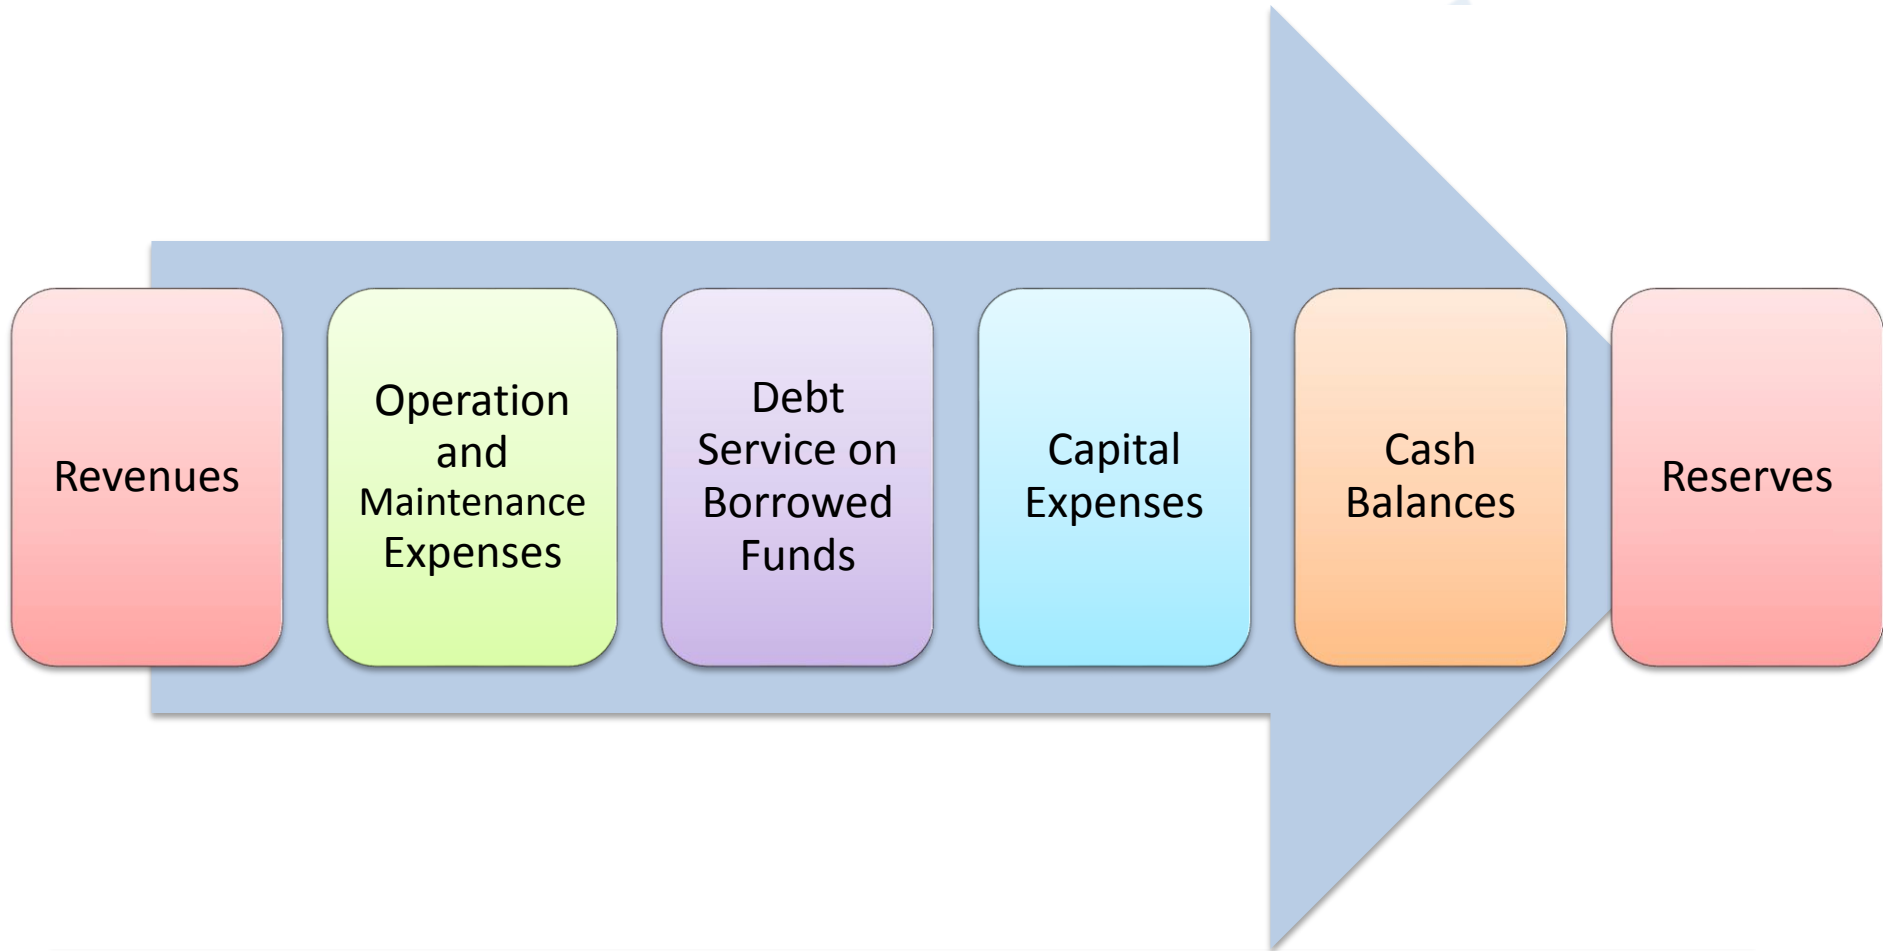 Revenues
Operation
and
Maintenance
Expenses
Debt
Service on
Borrowed
Funds
Capital
Expenses
Cash
Balances
Reserves